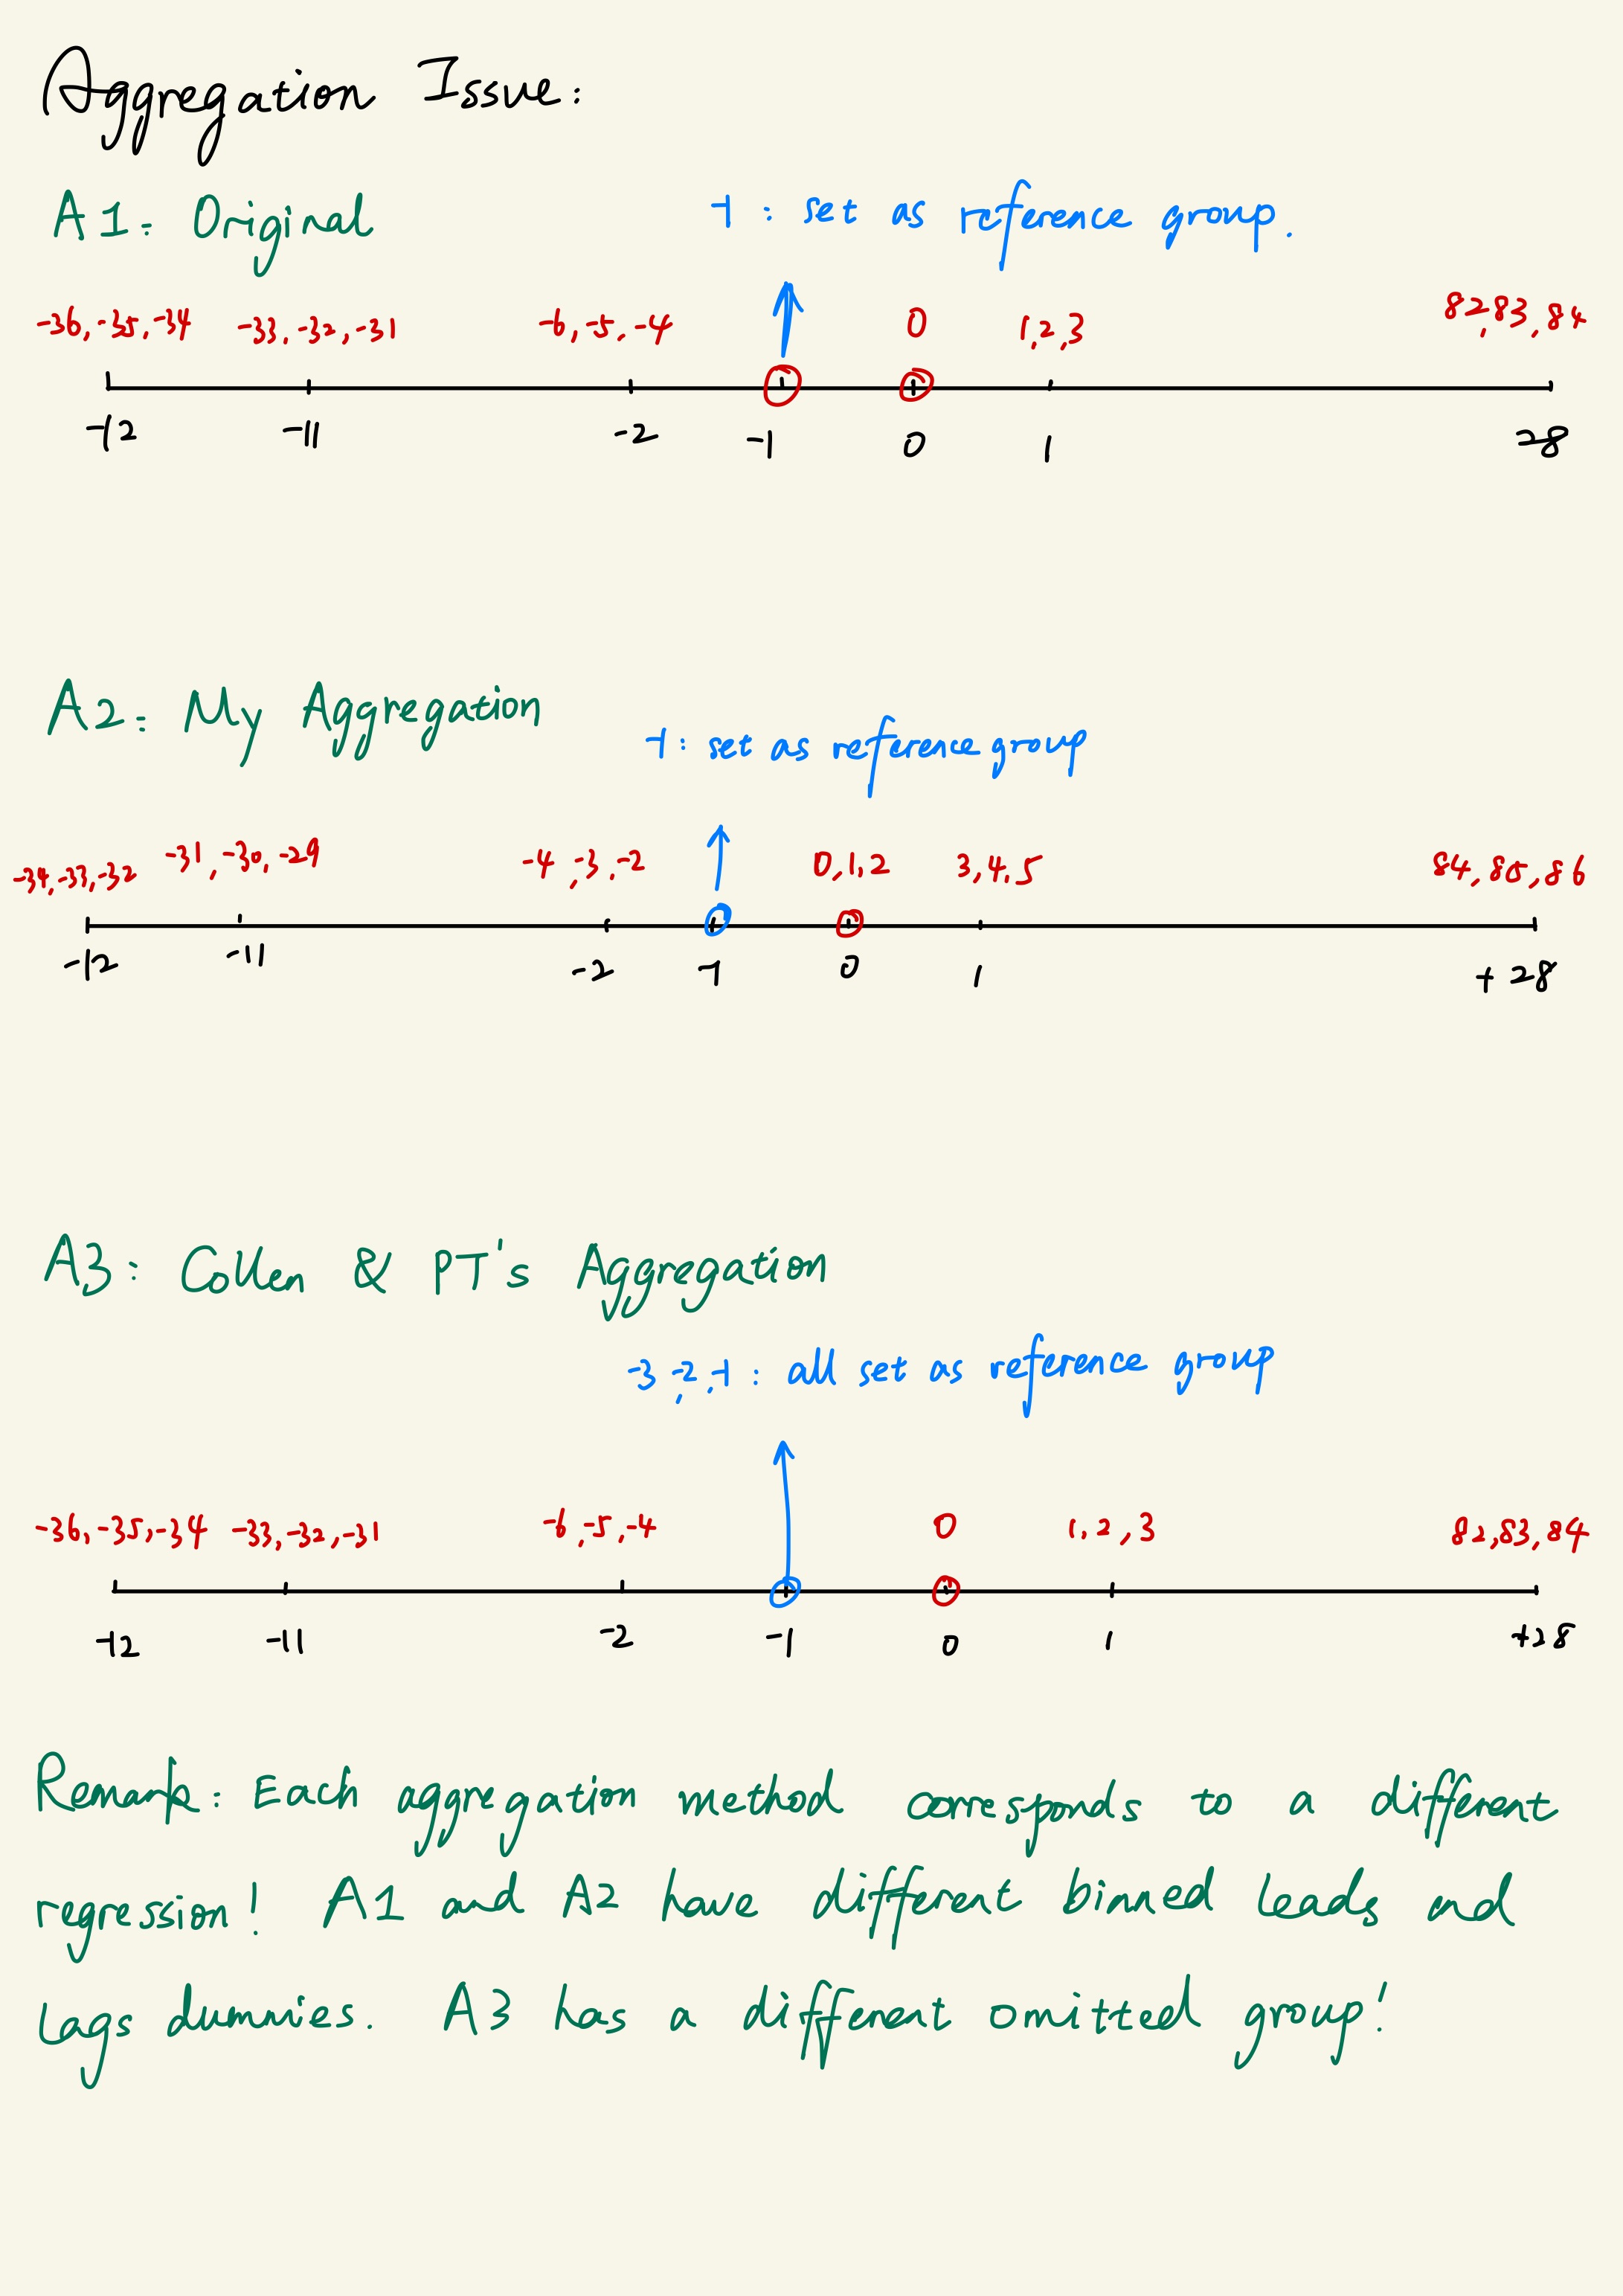 Aggregation Issue:
A1: Original
-1: set as reference group.
-36, -35, -34 -33, -32, -31 -6, -5, -4 0 1, 2, 3 82, 83, 84
-12 -11 -2 -1 0 1 28
A2: My Aggregation
-1: set as reference group
-34, -33, -32 -31, -30, -29 -4, -3, -2 0, 1, 2 3, 4, 5 84, 85, 86
-12 -11 -2 -1 0 1 +28
A3: Collen & PT's Aggregation
-3, -2, -1: all set as reference group
-36, -35, -34 -33, -32, -31 -6, -5, -4 0 1, 2, 3 82, 83, 84
-12 -11 -2 -1 0 1 +28
Remark: Each aggregation method corresponds to a different
regression! A1 and A2 have different binned leads and
lags dummies. A3 has a different omitted group!